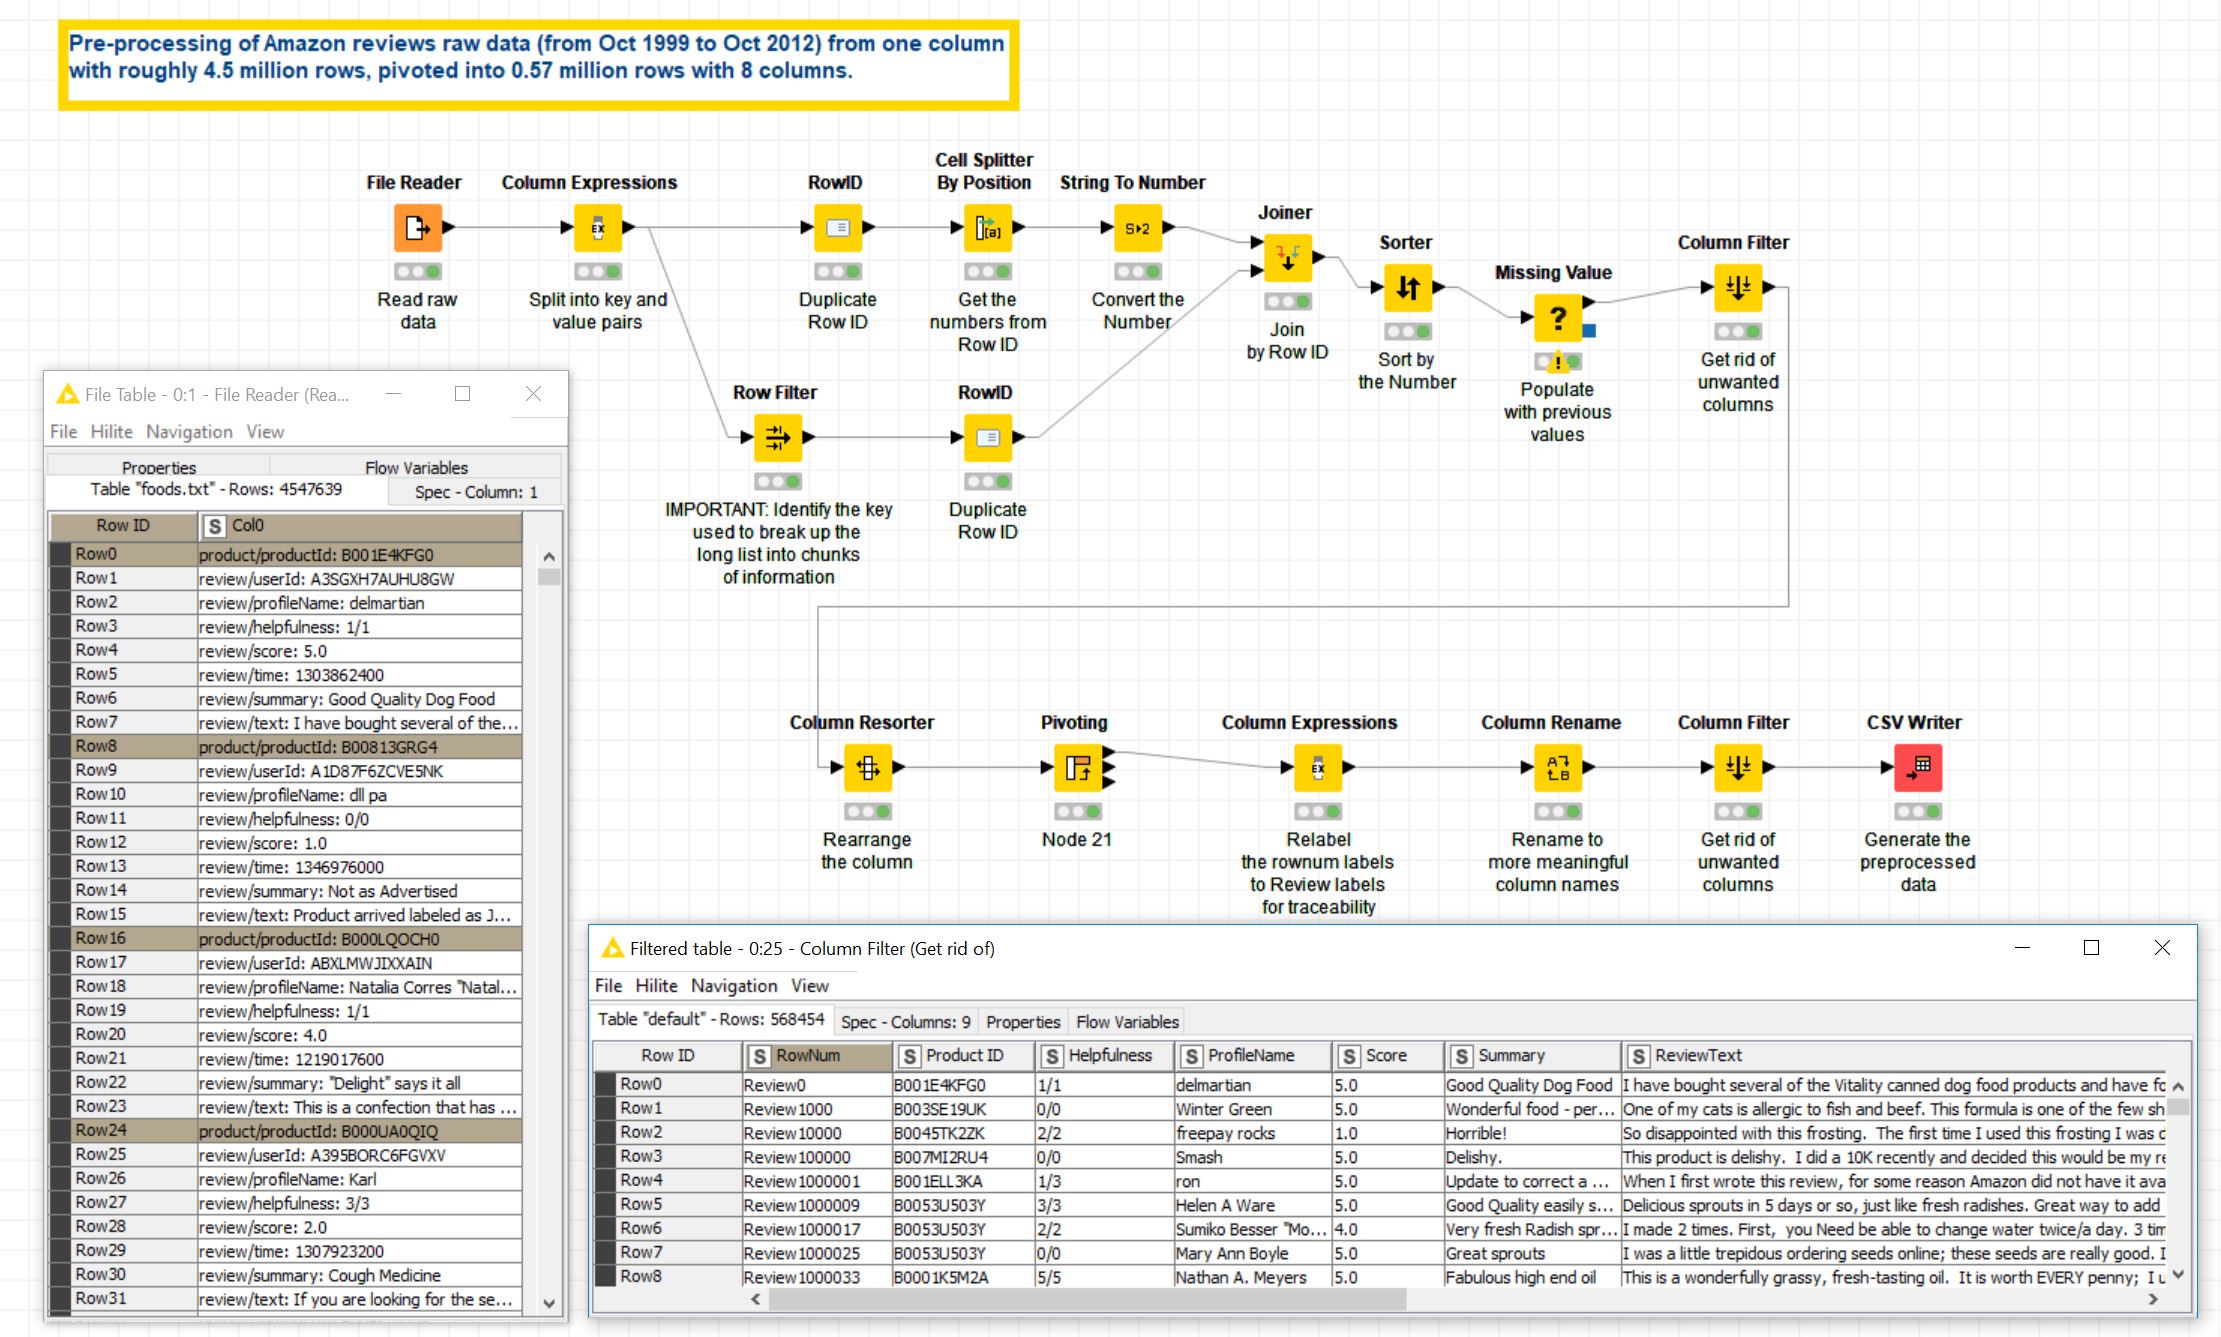 Pre-processing of Amazon reviews raw data (from Oct 1999 to Oct 2012) from one column
with roughly 4.5 million rows, pivoted into 0.57 million rows with 8 columns.
File Reader
Read raw
data
Column Expressions
EX
Split into key and
value pairs
RowID
Duplicate
Row ID
Cell Splitter
By Position
[a]
Get the
numbers from
Row ID
String To Number
S▸2
Convert the
Number
Joiner
Join
by Row ID
Sorter
Sort by
the Number
Missing Value
?
!
Populate
with previous
values
Column Filter
Get rid of
unwanted
columns
Row Filter
IMPORTANT: Identify the key
used to break up the
long list into chunks
of information
RowID
Duplicate
Row ID
Column Resorter
Rearrange
the column
Pivoting
Node 21
Column Expressions
EX
Relabel
the rownum labels
to Review labels
for traceability
Column Rename
A
B
Rename to
more meaningful
column names
Column Filter
Get rid of
unwanted
columns
CSV Writer
Generate the
preprocessed
data
File Table - 0:1 - File Reader (Rea...
File Hilite Navigation View
Properties Flow Variables
Table "foods.txt" - Rows: 4547639 Spec - Column: 1
Row ID S Col0
Row0 product/productId: B001E4KFG0
Row1 review/userId: A3SGXH7AUHU8GW
Row2 review/profileName: delmartian
Row3 review/helpfulness: 1/1
Row4 review/score: 5.0
Row5 review/time: 1303862400
Row6 review/summary: Good Quality Dog Food
Row7 review/text: I have bought several of the...
Row8 product/productId: B00813GRG4
Row9 review/userId: A1D87F6ZCVE5NK
Row10 review/profileName: dll pa
Row11 review/helpfulness: 0/0
Row12 review/score: 1.0
Row13 review/time: 1346976000
Row14 review/summary: Not as Advertised
Row15 review/text: Product arrived labeled as J...
Row16 product/productId: B000LQOCH0
Row17 review/userId: ABXLMWJIXXAIN
Row18 review/profileName: Natalia Corres "Natal...
Row19 review/helpfulness: 1/1
Row20 review/score: 4.0
Row21 review/time: 1219017600
Row22 review/summary: "Delight" says it all
Row23 review/text: This is a confection that has ...
Row24 product/productId: B000UA0QIQ
Row25 review/userId: A395BORC6FGVXV
Row26 review/profileName: Karl
Row27 review/helpfulness: 3/3
Row28 review/score: 2.0
Row29 review/time: 1307923200
Row30 review/summary: Cough Medicine
Row31 review/text: If you are looking for the se...
Filtered table - 0:25 - Column Filter (Get rid of)
File Hilite Navigation View
Table "default" - Rows: 568454 Spec - Columns: 9 Properties Flow Variables
Row ID S RowNum S Product ID S Helpfulness S ProfileName S Score S Summary S ReviewText
Row0 Review0 B001E4KFG0 1/1 delmartian 5.0 Good Quality Dog Food I have bought several of the Vitality canned dog food products and have fo
Row1 Review1000 B003SE19UK 0/0 Winter Green 5.0 Wonderful food - per... One of my cats is allergic to fish and beef. This formula is one of the few sh
Row2 Review10000 B0045TK2ZK 2/2 freepay rocks 1.0 Horrible! So disappointed with this frosting. The first time I used this frosting I was d
Row3 Review100000 B007MI2RU4 0/0 Smash 5.0 Delishy. This product is delishy. I did a 10K recently and decided this would be my re
Row4 Review1000001 B001ELL3KA 1/3 ron 5.0 Update to correct a ... When I first wrote this review, for some reason Amazon did not have it ava
Row5 Review1000009 B0053U503Y 3/3 Helen A Ware 5.0 Good Quality easily s... Delicious sprouts in 5 days or so, just like fresh radishes. Great way to add
Row6 Review1000017 B0053U503Y 2/2 Sumiko Besser "Mo... 4.0 Very fresh Radish spr... I made 2 times. First, you Need be able to change water twice/a day. 3 tim
Row7 Review1000025 B0053U503Y 0/0 Mary Ann Boyle 5.0 Great sprouts I was a little trepidous ordering seeds online; these seeds are really good. I
Row8 Review1000033 B0001K5M2A 5/5 Nathan A. Meyers 5.0 Fabulous high end oil This is a wonderfully grassy, fresh-tasting oil. It is worth EVERY penny; I u